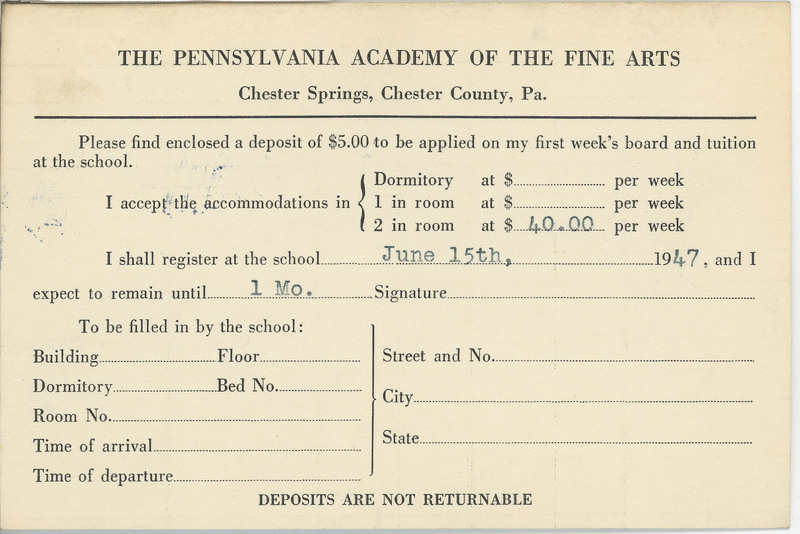 THE PENNSYLVANIA ACADEMY OF THE FINE ARTS
Chester Springs, Chester County, Pa.
Please find enclosed a deposit of $5.00 to be applied on my first week's board and tuition
at the school.
Dormitory at $ per week
I accept the accommodations in { 1 in room at $ per week
2 in room at $ 40.00 per week
I shall register at the school June 15th, 1947, and I
expect to remain until 1 Mo. Signature
To be filled in by the school:
Building Floor
Dormitory Bed No.
Room No.
Time of arrival
Time of departure
Street and No.
City
State
DEPOSITS ARE NOT RETURNABLE